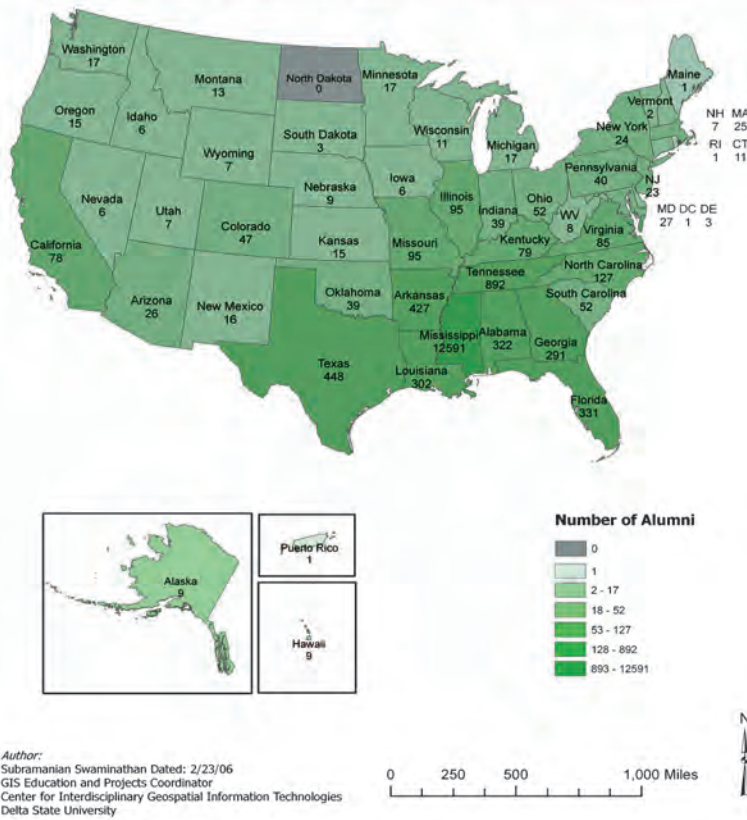 Washington
17
Montana
13
North Dakota
0
Minnesota
17
Maine
1
Vermont
2
NH MA
7 25
RI CT
1 11
Oregon
15
Idaho
6
South Dakota
3
Wisconsin
11
Michigan
17
New York
24
Wyoming
7
Iowa
6
Pennsylvania
40
NJ
23
Nebraska
9
Nevada
6
Utah
7
Colorado
47
Illinois
95
Indiana
39
Ohio
52
WV
8
MD DC DE
27 1 3
California
78
Kansas
15
Missouri
95
Kentucky
79
Virginia
85
Arizona
26
New Mexico
16
Oklahoma
39
Arkansas
427
Tennessee
892
North Carolina
127
South Carolina
52
Texas
448
Louisiana
302
Mississippi
12591
Alabama
322
Georgia
291
Florida
331
Alaska
9
Puerto Rico
1
Hawaii
9
Number of Alumni
0
1
2 - 17
18 - 52
53 - 127
128 - 892
893 - 12591
N
Author:
Subramanian Swaminathan Dated: 2/23/06
GIS Education and Projects Coordinator
Center for Interdisciplinary Geospatial Information Technologies
Delta State University
0 250 500 1,000 Miles